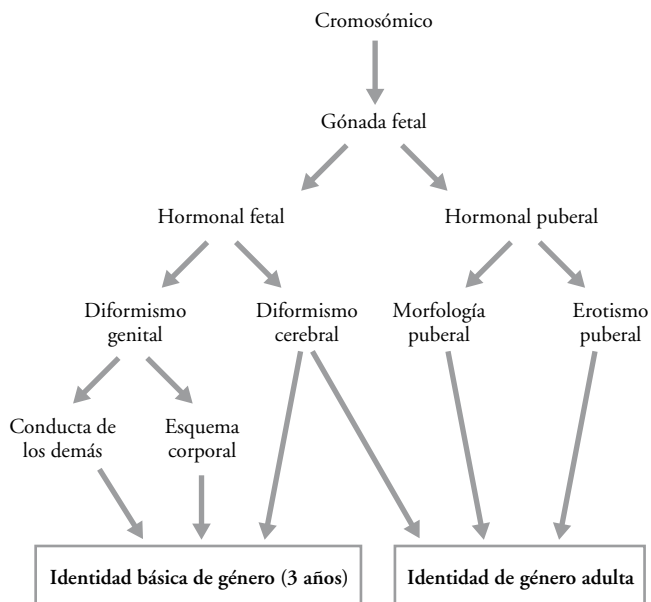 Cromosómico
Gónada fetal
Hormonal fetal
Hormonal puberal
Diformismo
genital
Diformismo
cerebral
Morfología
puberal
Erotismo
puberal
Conducta de
los demás
Esquema
corporal
Identidad básica de género (3 años)
Identidad de género adulta